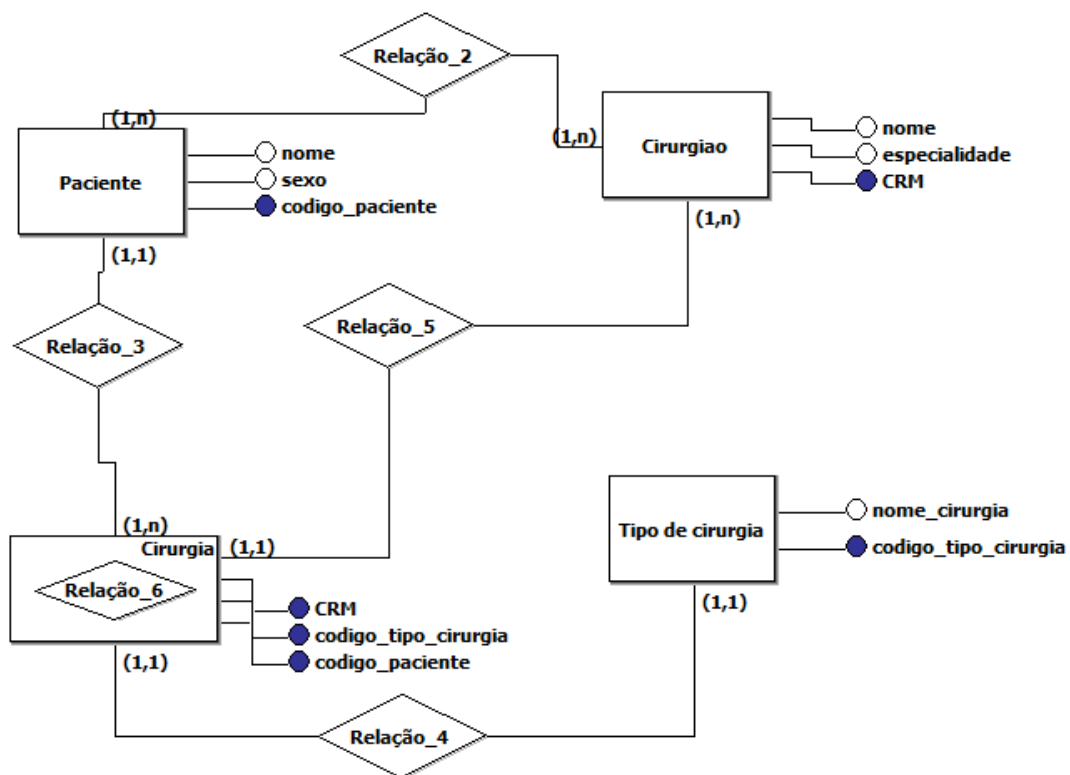 Relação_2
(1,n)
Paciente
nome
sexo
codigo_paciente
(1,1)
(1,n)
Cirurgiao
nome
especialidade
CRM
(1,n)
Relação_3
Relação_5
(1,n)
Cirurgia
(1,1)
Relação_6
CRM
codigo_tipo_cirurgia
codigo_paciente
(1,1)
Tipo de cirurgia
nome_cirurgia
codigo_tipo_cirurgia
(1,1)
Relação_4